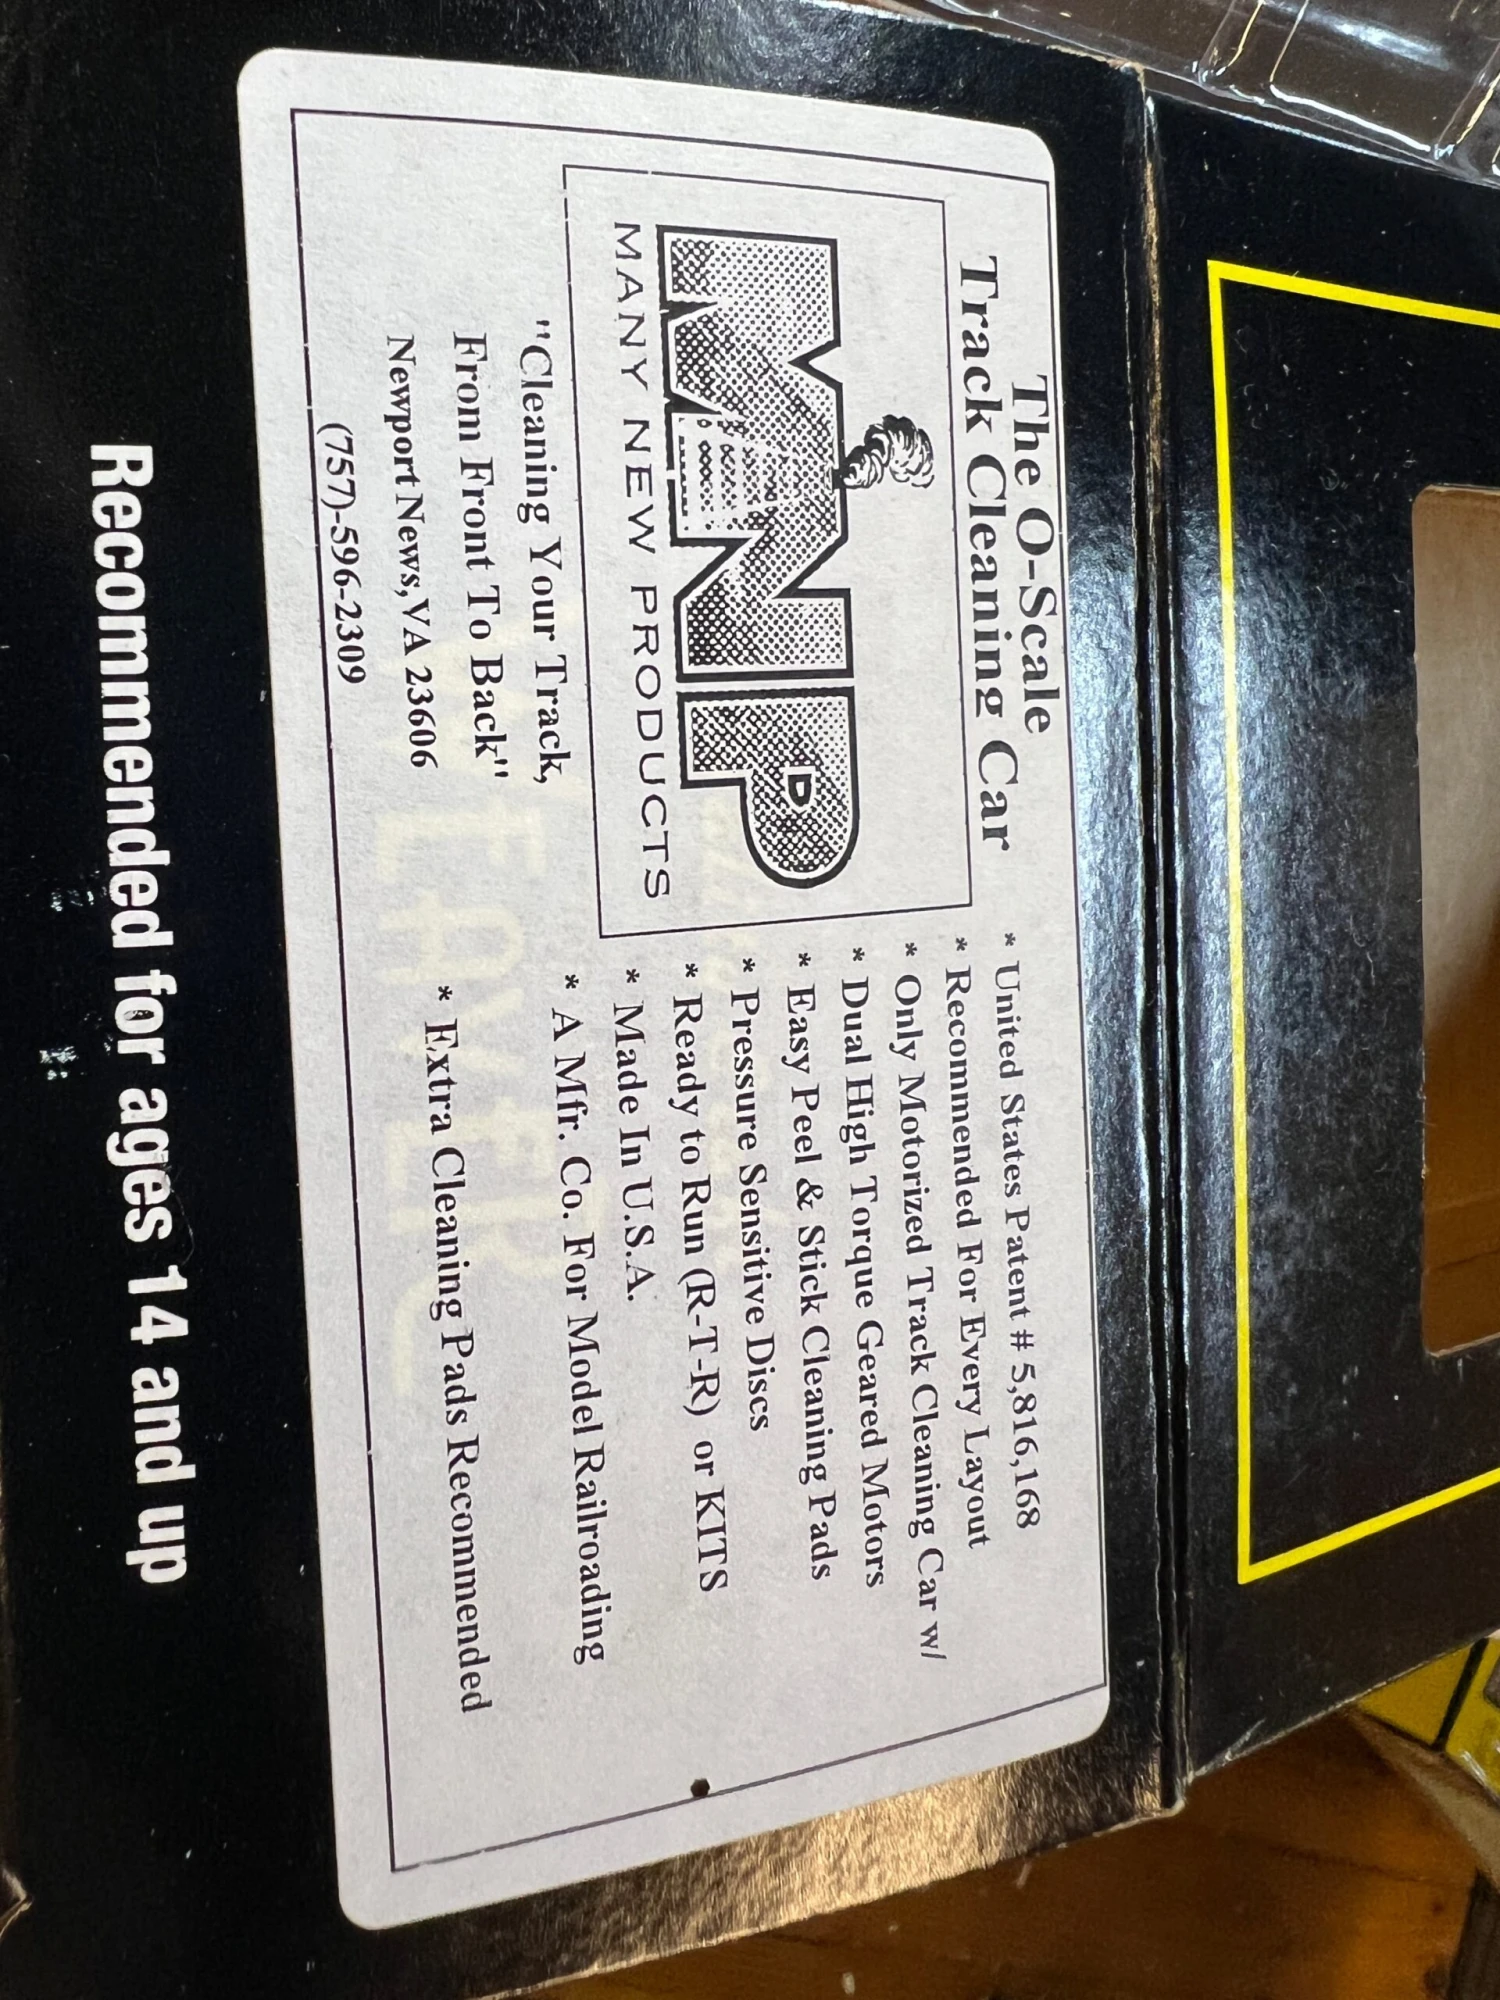 The O-Scale
Track Cleaning Car
MNP
MANY NEW PRODUCTS
"Cleaning Your Track,
From Front To Back"
Newport News, VA 23606
(757)-596-2309
* United States Patent # 5,816,168
* Recommended For Every Layout
* Only Motorized Track Cleaning Car w/
* Dual High Torque Geared Motors
* Easy Peel & Stick Cleaning Pads
* Pressure Sensitive Discs
* Ready to Run (R-T-R) or KITS
* Made In U.S.A.
* A Mfr. Co. For Model Railroading
* Extra Cleaning Pads Recommended
WEAVER
Recommended for ages 14 and up